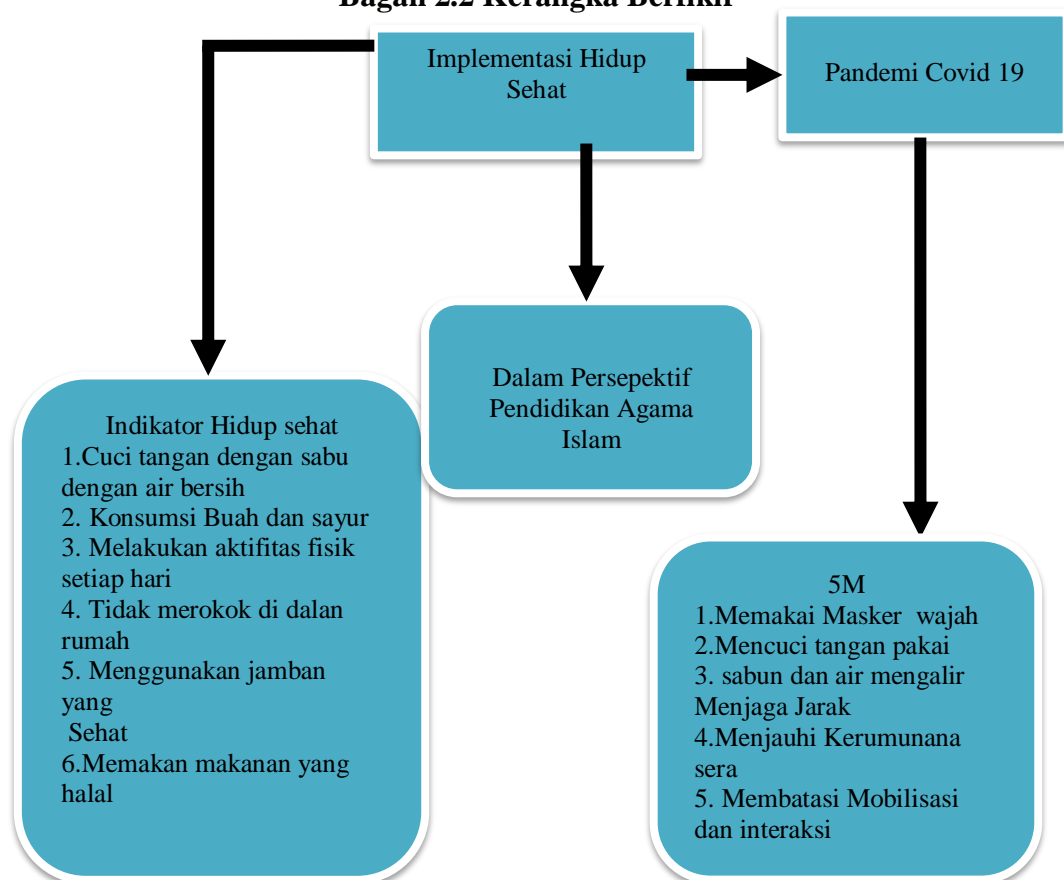 Bagan 2.2 Kerangka Berfikir
Implementasi Hidup
Sehat
Pandemi Covid 19
Dalam Persepektif
Pendidikan Agama
Islam
Indikator Hidup sehat
1.Cuci tangan dengan sabu
dengan air bersih
2. Konsumsi Buah dan sayur
3. Melakukan aktifitas fisik
setiap hari
4. Tidak merokok di dalan
rumah
5. Menggunakan jamban
yang
Sehat
6.Memakan makanan yang
halal
5M
1.Memakai Masker wajah
2.Mencuci tangan pakai
3. sabun dan air mengalir
Menjaga Jarak
4.Menjauhi Kerumunana
sera
5. Membatasi Mobilisasi
dan interaksi